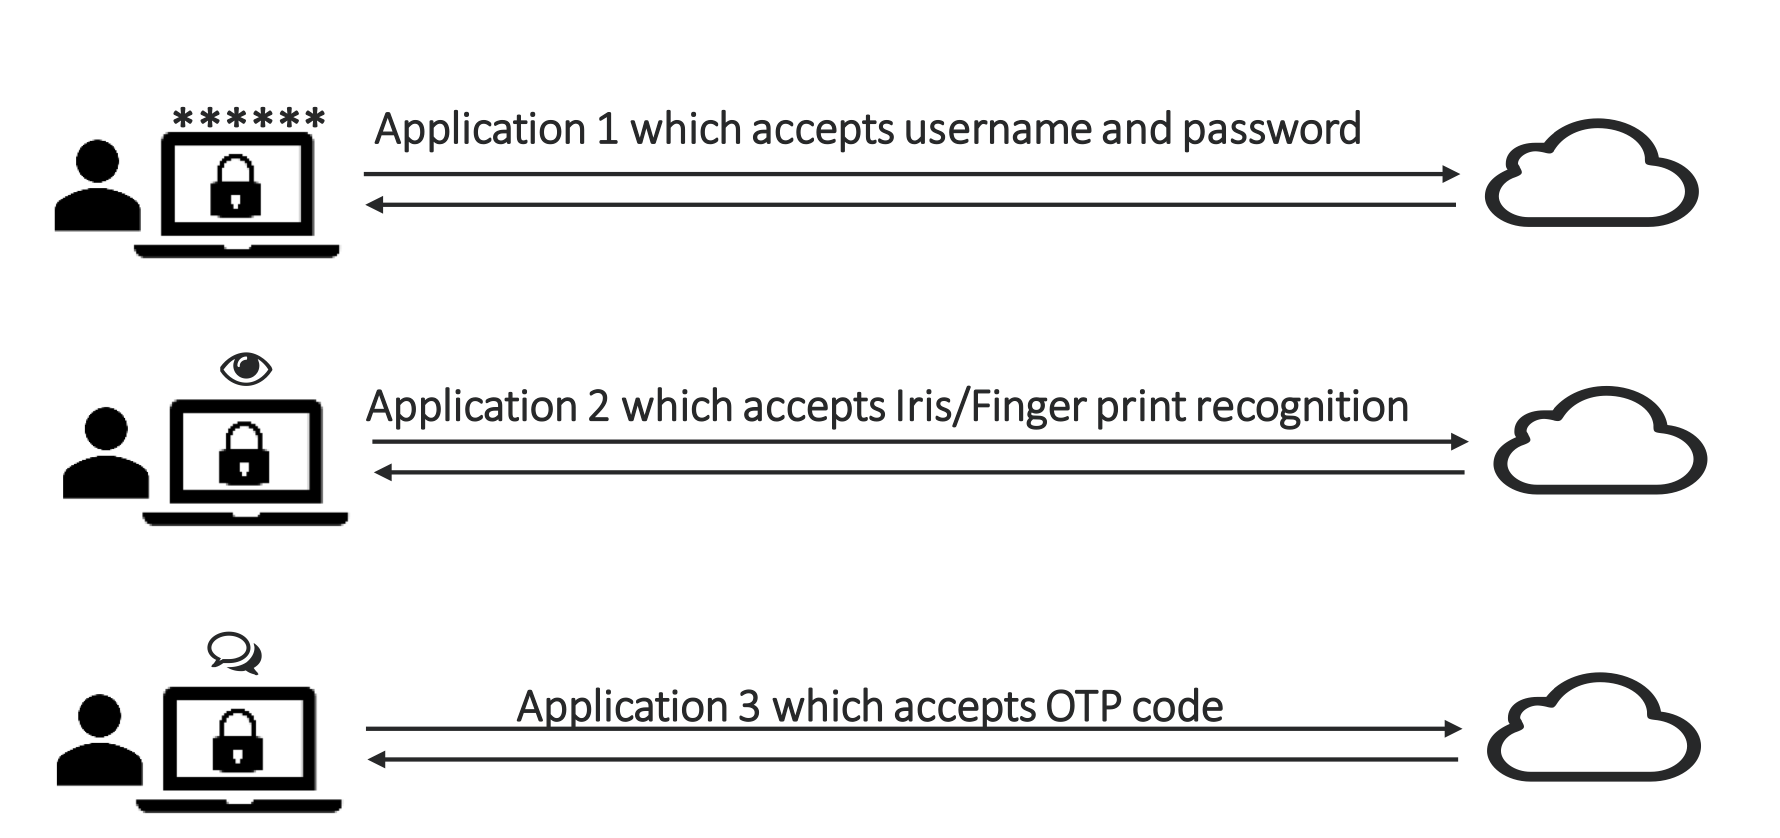 ******
Application 1 which accepts username and password
Application 2 which accepts Iris/Finger print recognition
Application 3 which accepts OTP code